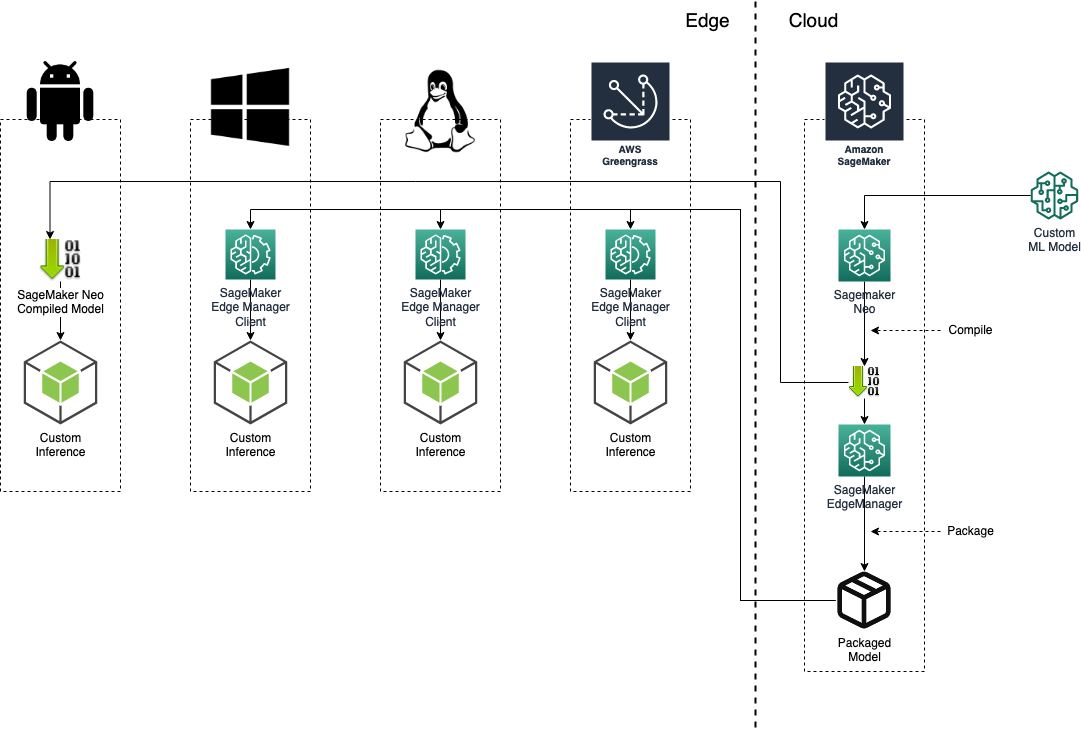 Edge
Cloud
AWS
Greengrass
Amazon
SageMaker
Custom
ML Model
01
10
01
SageMaker Neo
Compiled Model
Custom
Inference
SageMaker
Edge Manager
Client
Custom
Inference
SageMaker
Edge Manager
Client
Custom
Inference
SageMaker
Edge Manager
Client
Custom
Inference
Sagemaker
Neo
Compile
01
10
01
SageMaker
EdgeManager
Package
Packaged
Model